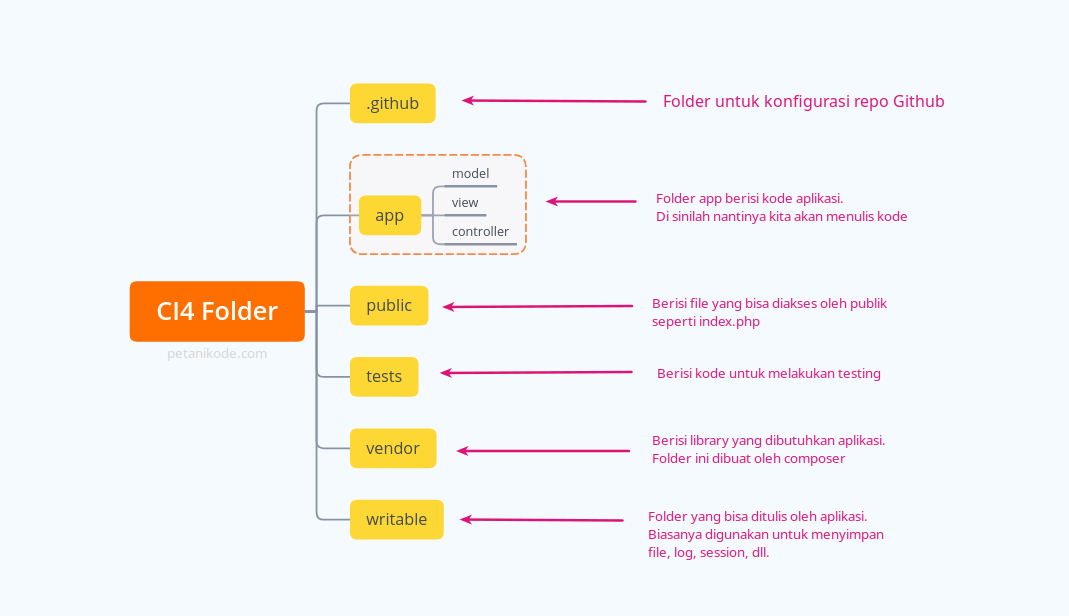 .github
Folder untuk konfigurasi repo Github
model
view
controller
app
Folder app berisi kode aplikasi.
Di sinilah nantinya kita akan menulis kode
CI4 Folder
petanikode.com
public
Berisi file yang bisa diakses oleh publik
seperti index.php
tests
Berisi kode untuk melakukan testing
vendor
Berisi library yang dibutuhkan aplikasi.
Folder ini dibuat oleh composer
writable
Folder yang bisa ditulis oleh aplikasi.
Biasanya digunakan untuk menyimpan
file, log, session, dll.